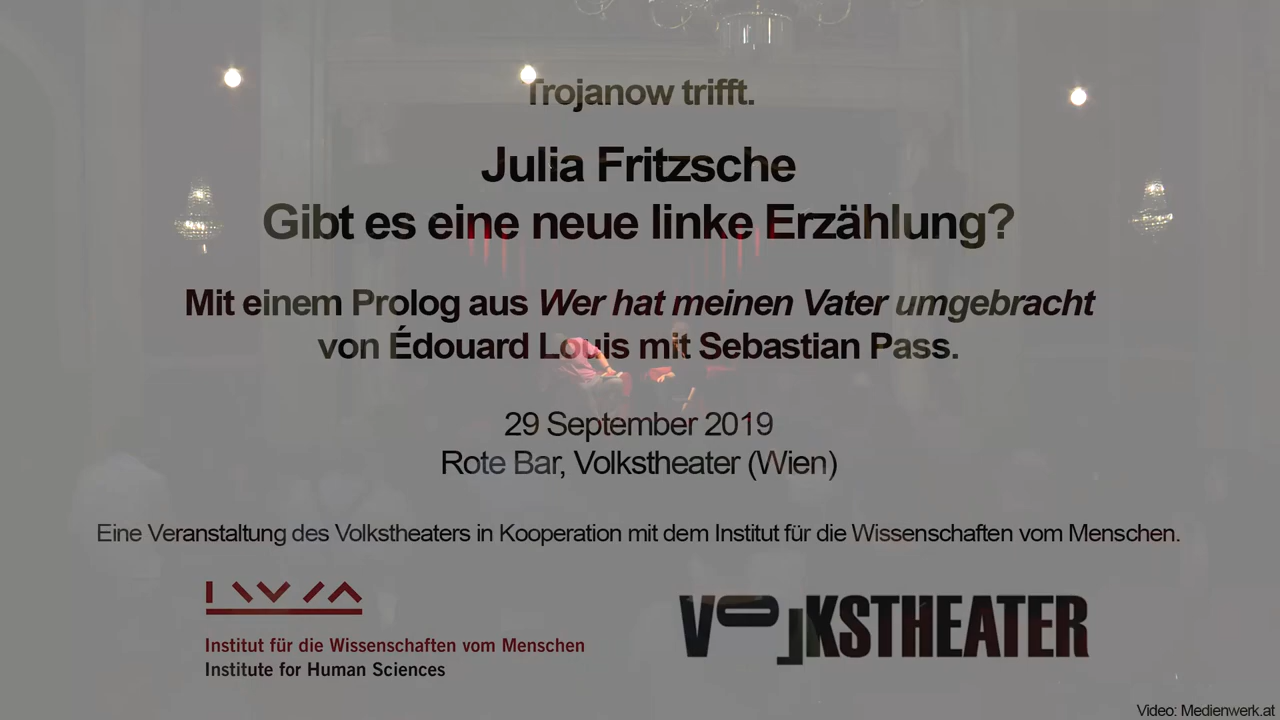 Trojanow trifft.
Julia Fritzsche
Gibt es eine neue linke Erzählung?
Mit einem Prolog aus Wer hat meinen Vater umgebracht
von Édouard Louis mit Sebastian Pass.
29 September 2019
Rote Bar, Volkstheater (Wien)
Eine Veranstaltung des Volkstheaters in Kooperation mit dem Institut für die Wissenschaften vom Menschen.
IWM
Institut für die Wissenschaften vom Menschen
Institute for Human Sciences
VOLKSTHEATER
Video: Medienwerk.at